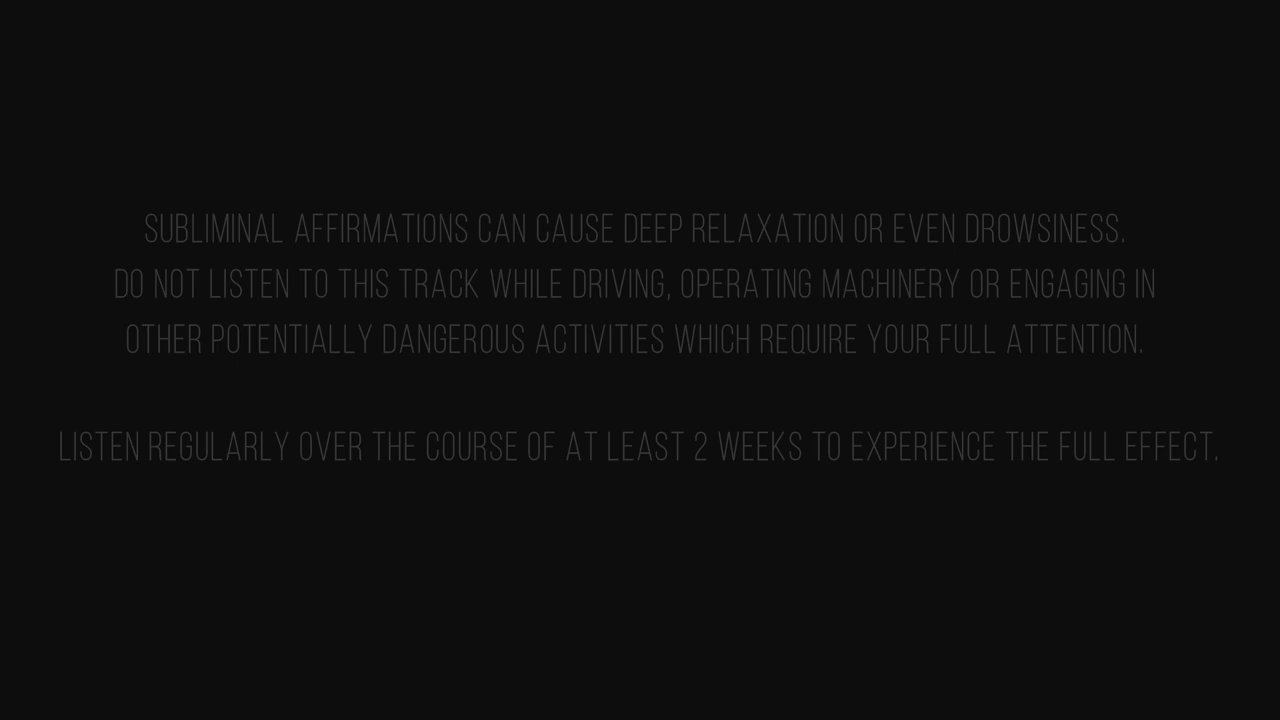 SUBLIMINAL AFFIRMATIONS CAN CAUSE DEEP RELAXATION OR EVEN DROWSINESS.
DO NOT LISTEN TO THIS TRACK WHILE DRIVING, OPERATING MACHINERY OR ENGAGING IN
OTHER POTENTIALLY DANGEROUS ACTIVITIES WHICH REQUIRE YOUR FULL ATTENTION.
LISTEN REGULARLY OVER THE COURSE OF AT LEAST 2 WEEKS TO EXPERIENCE THE FULL EFFECT.